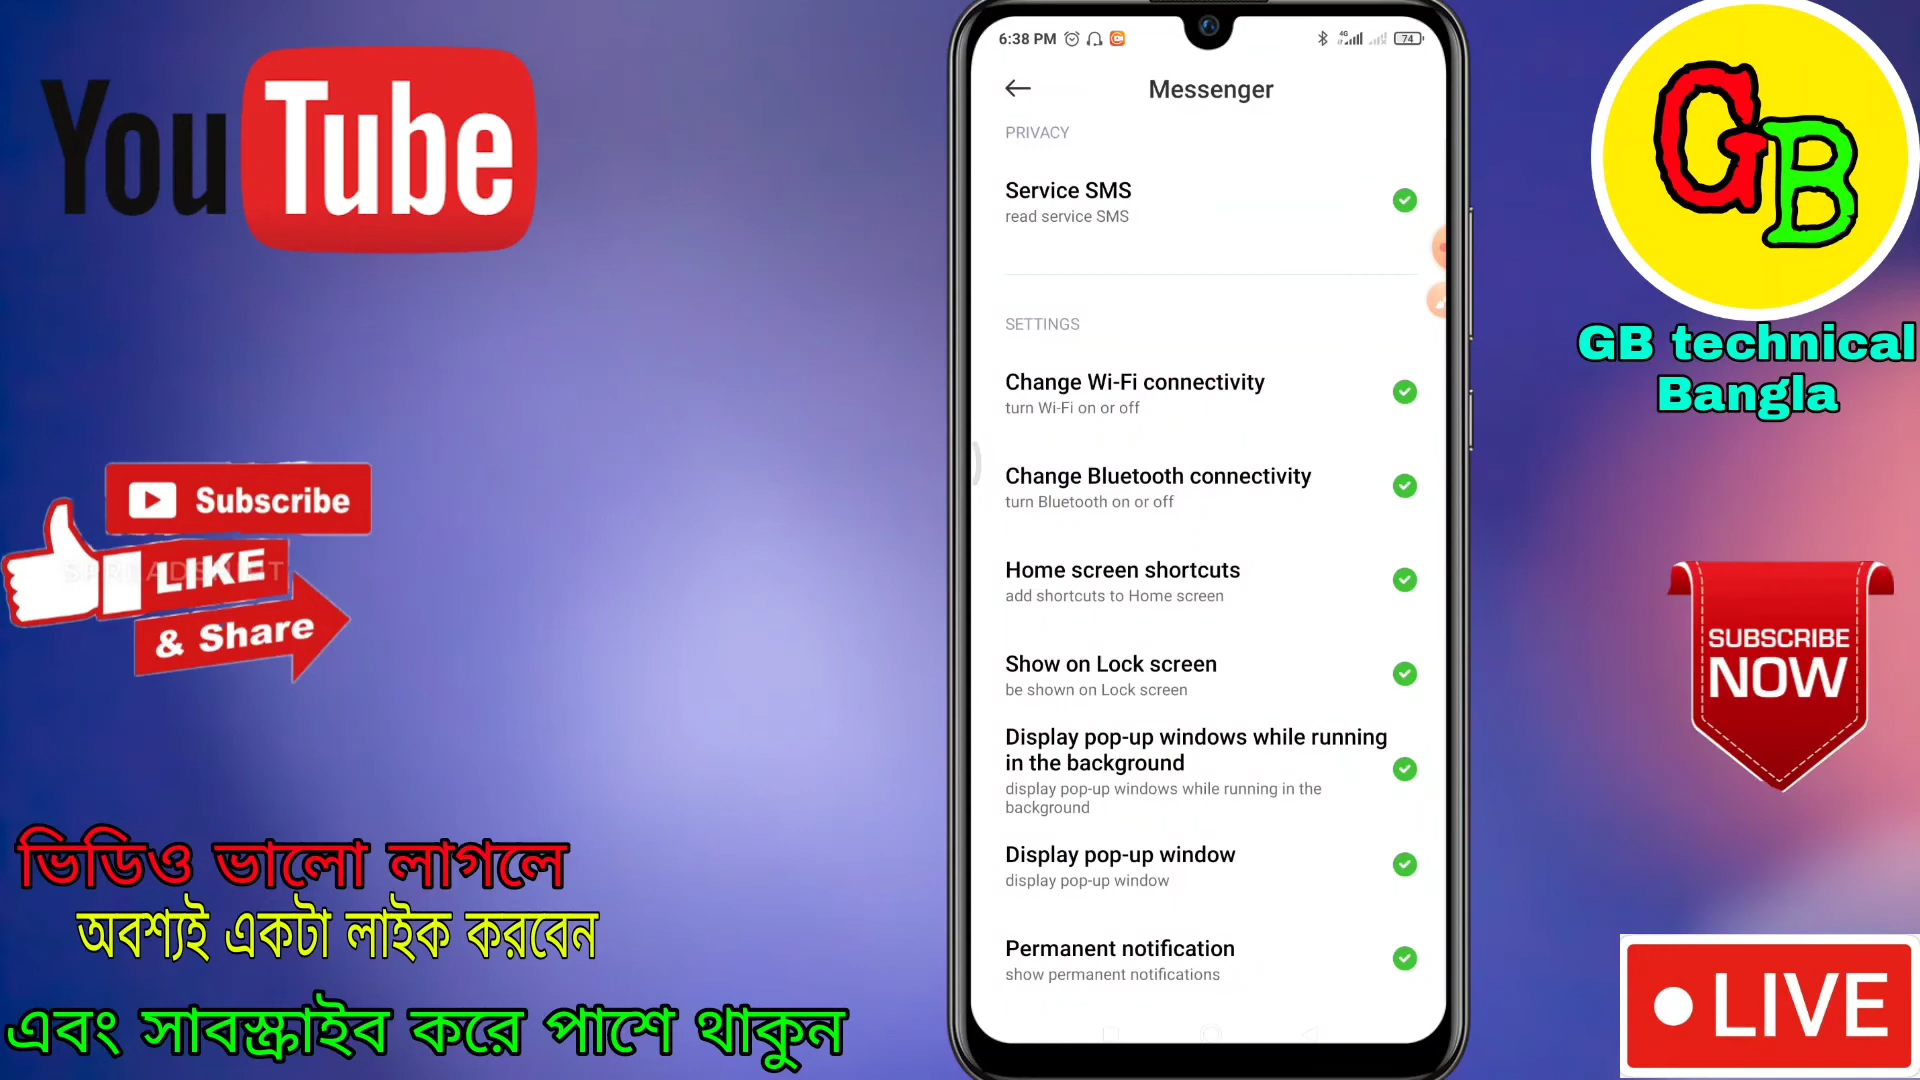 YouTube
Subscribe
LIKE
& Share
ভিডিও ভালো লাগলে
অবশ্যই একটা লাইক করবেন
এবং সাবস্ক্রাইব করে পাশে থাকুন
6:38 PM
4G
74
Messenger
PRIVACY
Service SMS
read service SMS
SETTINGS
Change Wi-Fi connectivity
turn Wi-Fi on or off
Change Bluetooth connectivity
turn Bluetooth on or off
Home screen shortcuts
add shortcuts to Home screen
Show on Lock screen
be shown on Lock screen
Display pop-up windows while running
in the background
display pop-up windows while running in the
background
Display pop-up window
display pop-up window
Permanent notification
show permanent notifications
GB
GB technical
Bangla
SUBSCRIBE
NOW
LIVE